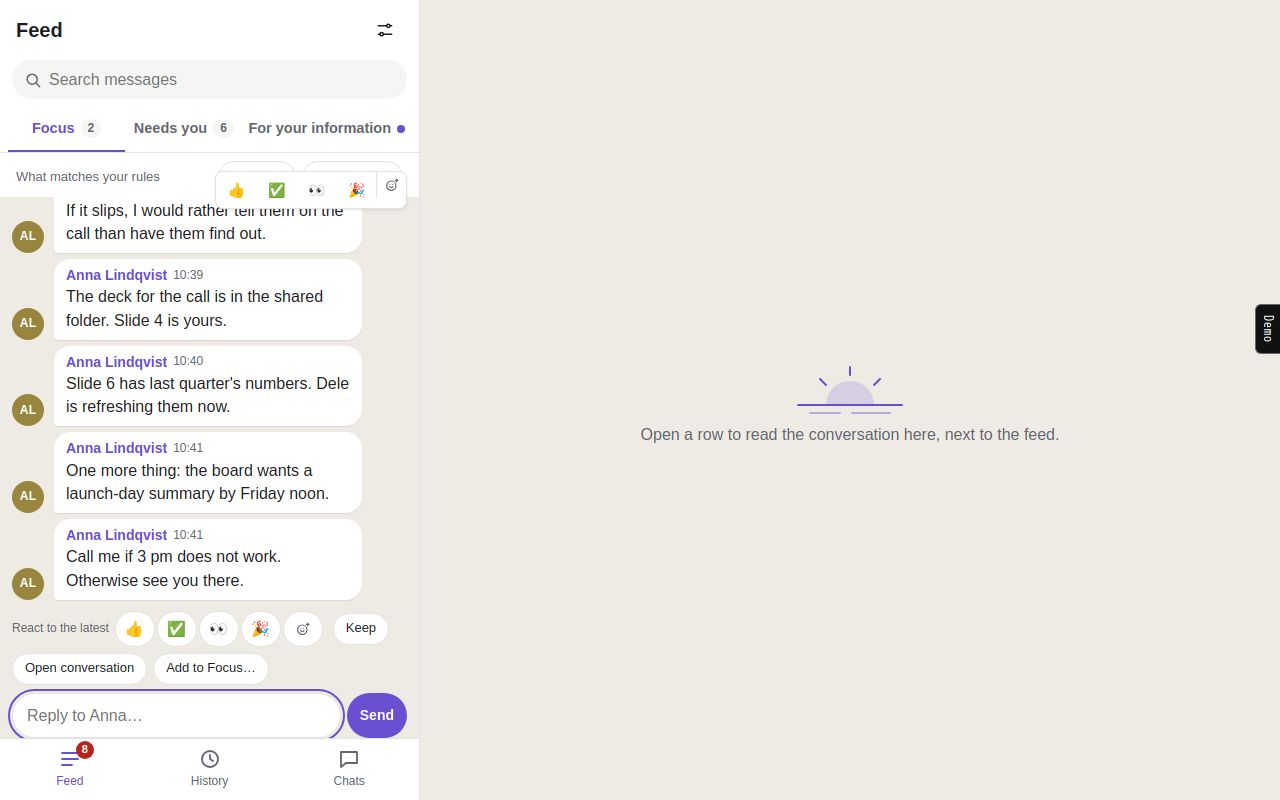 Feed
Search messages
Focus 2 Needs you 6 For your information
What matches your rules
If it slips, I would rather tell them on the
call than have them find out.
AL
Anna Lindqvist 10:39
The deck for the call is in the shared
folder. Slide 4 is yours.
AL
Anna Lindqvist 10:40
Slide 6 has last quarter's numbers. Dele
is refreshing them now.
AL
Anna Lindqvist 10:41
One more thing: the board wants a
launch-day summary by Friday noon.
AL
Anna Lindqvist 10:41
Call me if 3 pm does not work.
Otherwise see you there.
AL
React to the latest Keep
Open conversation Add to Focus…
Reply to Anna… Send
8
Feed History Chats
Open a row to read the conversation here, next to the feed.
Demo